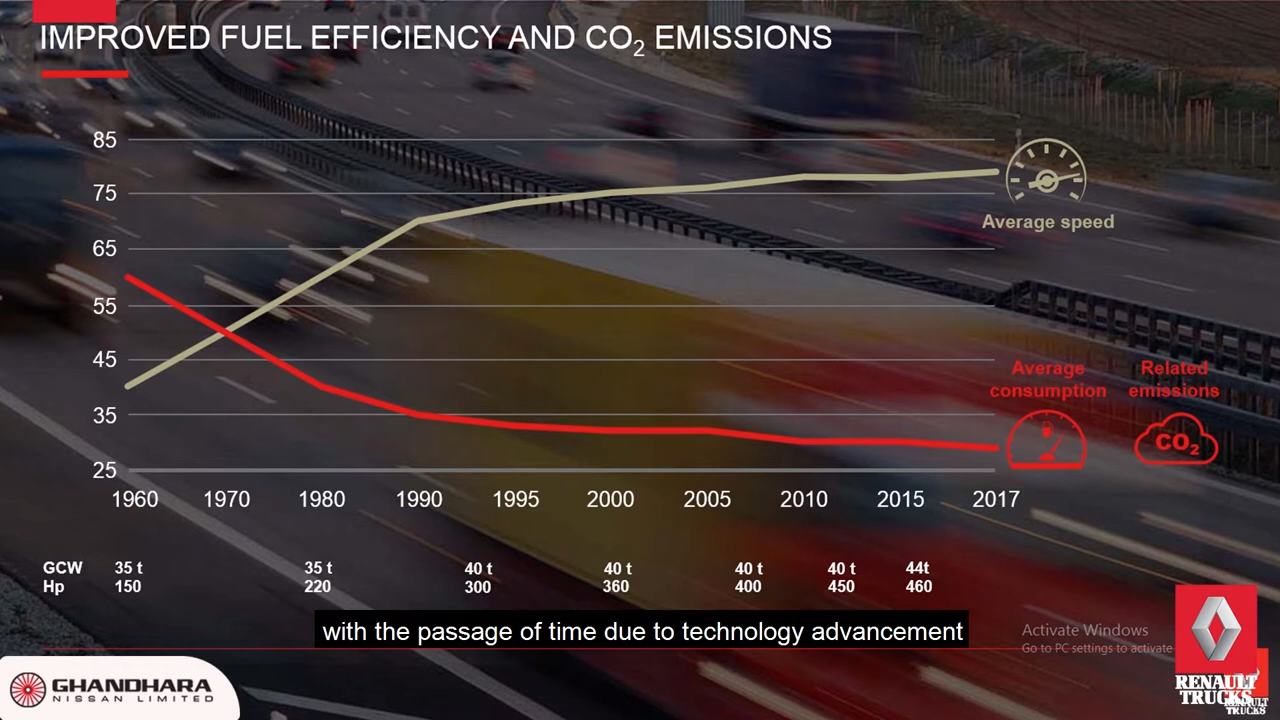 IMPROVED FUEL EFFICIENCY AND CO₂ EMISSIONS
85
75
65
55
45
35
25
Average speed
Average consumption
Related emissions
CO₂
1960 1970 1980 1990 1995 2000 2005 2010 2015 2017
GCW 35 t 35 t 40 t 40 t 40 t 40 t 44t
Hp 150 220 300 360 400 450 460
with the passage of time due to technology advancement
Activate Windows
Go to PC settings to activate
GHANDHARA
NISSAN LIMITED
RENAULT
TRUCKS
RENAULT
TRUCKS